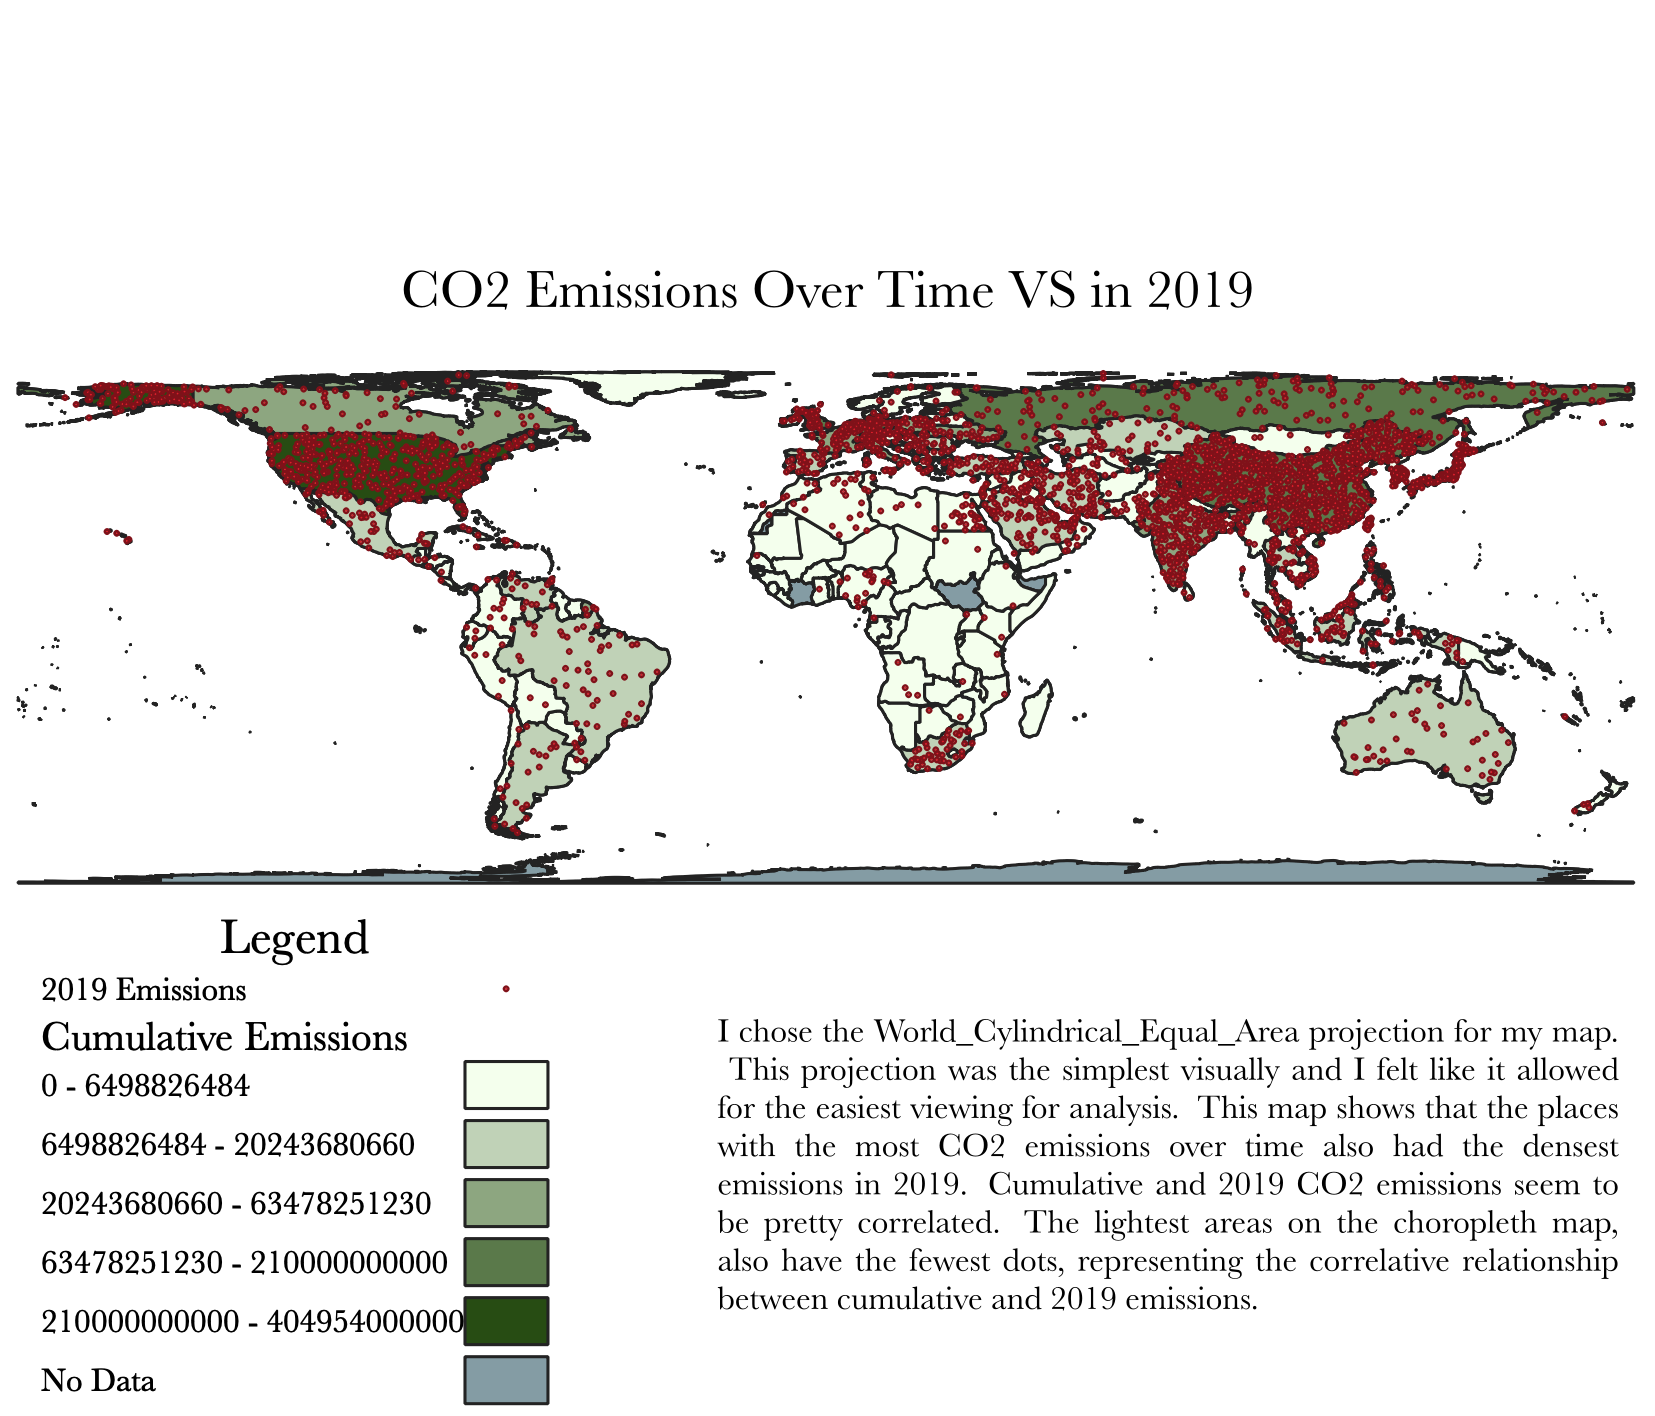 CO2 Emissions Over Time VS in 2019
Legend
2019 Emissions
Cumulative Emissions
0 - 6498826484
6498826484 - 20243680660
20243680660 - 63478251230
63478251230 - 210000000000
210000000000 - 404954000000
No Data
I chose the World_Cylindrical_Equal_Area projection for my map.
This projection was the simplest visually and I felt like it allowed
for the easiest viewing for analysis. This map shows that the places
with the most CO2 emissions over time also had the densest
emissions in 2019. Cumulative and 2019 CO2 emissions seem to
be pretty correlated. The lightest areas on the choropleth map,
also have the fewest dots, representing the correlative relationship
between cumulative and 2019 emissions.